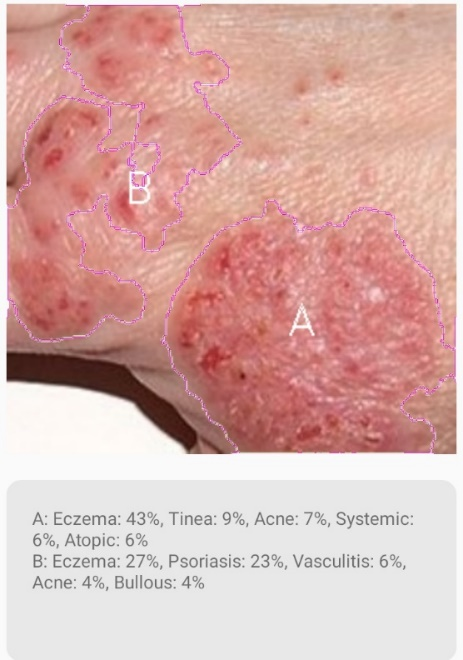 B
A
A: Eczema: 43%, Tinea: 9%, Acne: 7%, Systemic:
6%, Atopic: 6%
B: Eczema: 27%, Psoriasis: 23%, Vasculitis: 6%,
Acne: 4%, Bullous: 4%